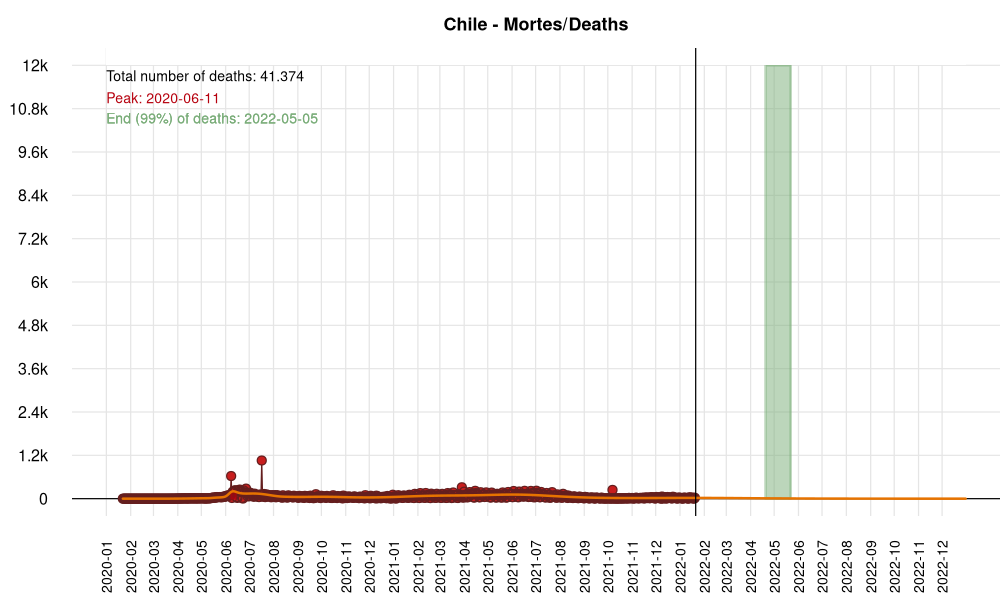 Chile - Mortes/Deaths
Total number of deaths: 41.374
Peak: 2020-06-11
End (99%) of deaths: 2022-05-05
12k
10.8k
9.6k
8.4k
7.2k
6k
4.8k
3.6k
2.4k
1.2k
0
2020-01
2020-02
2020-03
2020-04
2020-05
2020-06
2020-07
2020-08
2020-09
2020-10
2020-11
2020-12
2021-01
2021-02
2021-03
2021-04
2021-05
2021-06
2021-07
2021-08
2021-09
2021-10
2021-11
2021-12
2022-01
2022-02
2022-03
2022-04
2022-05
2022-06
2022-07
2022-08
2022-09
2022-10
2022-11
2022-12